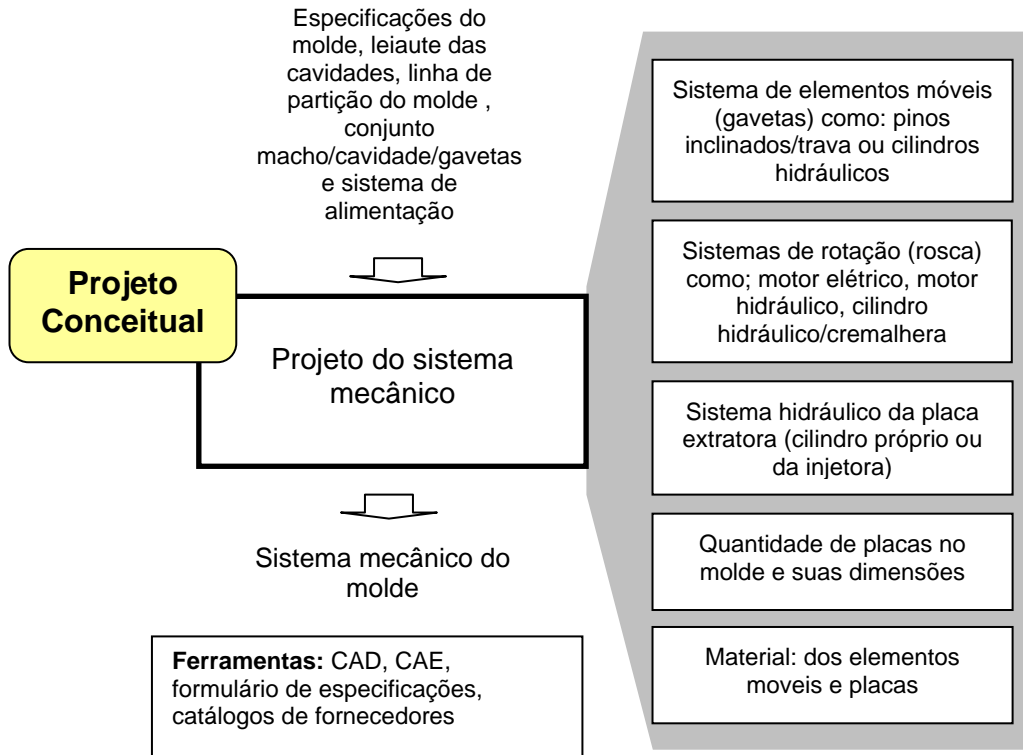 Especificações do
molde, leiaute das
cavidades, linha de
partição do molde ,
conjunto
macho/cavidade/gavetas
e sistema de
alimentação
Projeto
Conceitual
Projeto do sistema
mecânico
Sistema mecânico do
molde
Ferramentas: CAD, CAE,
formulário de especificações,
catálogos de fornecedores
Sistema de elementos móveis
(gavetas) como: pinos
inclinados/trava ou cilindros
hidráulicos
Sistemas de rotação (rosca)
como; motor elétrico, motor
hidráulico, cilindro
hidráulico/cremalhera
Sistema hidráulico da placa
extratora (cilindro próprio ou
da injetora)
Quantidade de placas no
molde e suas dimensões
Material: dos elementos
moveis e placas